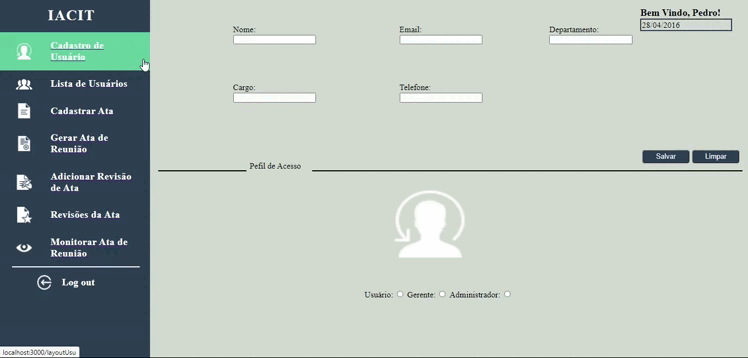 IACIT
Cadastro de
Usuário
Lista de Usuários
Cadastrar Ata
Gerar Ata de
Reunião
Adicionar Revisão
de Ata
Revisões da Ata
Monitorar Ata de
Reunião
Log out
Bem Vindo, Pedro!
28/04/2016
Nome:
Email:
Departamento:
Cargo:
Telefone:
Salvar
Limpar
Pefil de Acesso
Usuário: Gerente: Administrador:
localhost:3000/layoutUsu